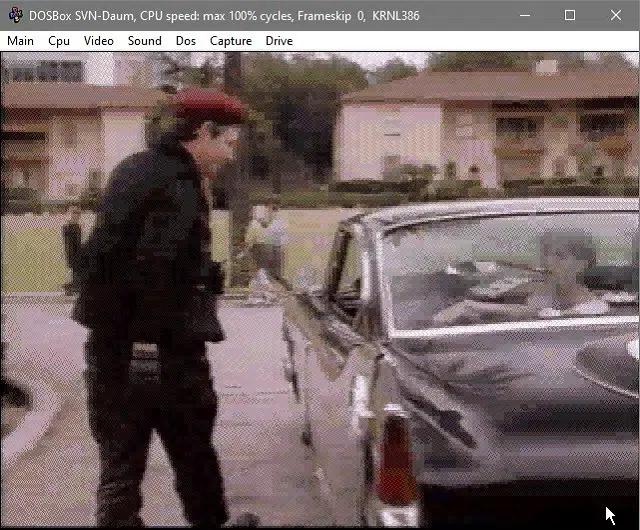 DOSBox SVN-Daum, CPU speed: max 100% cycles, Frameskip 0, KRNL386
Main Cpu Video Sound Dos Capture Drive